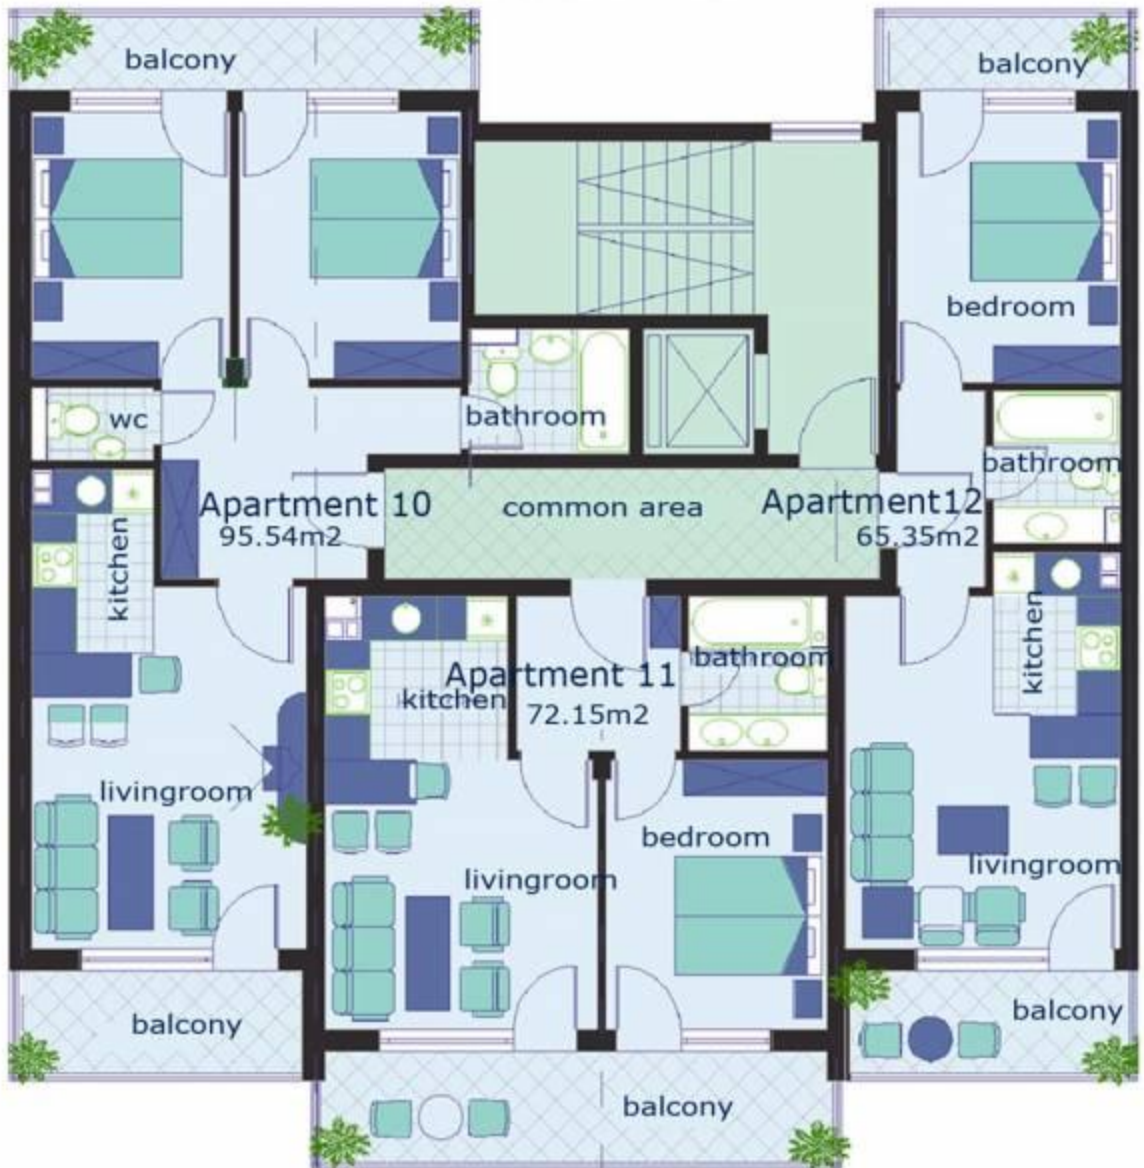 balcony
balcony
bedroom
wc
bathroom
bathroom
Apartment 10
95.54m2
common area
Apartment12
65.35m2
kitchen
kitchen
Apartment 11
72.15m2
kitchen
bathroom
livingroom
bedroom
livingroom
livingroom
balcony
balcony
balcony